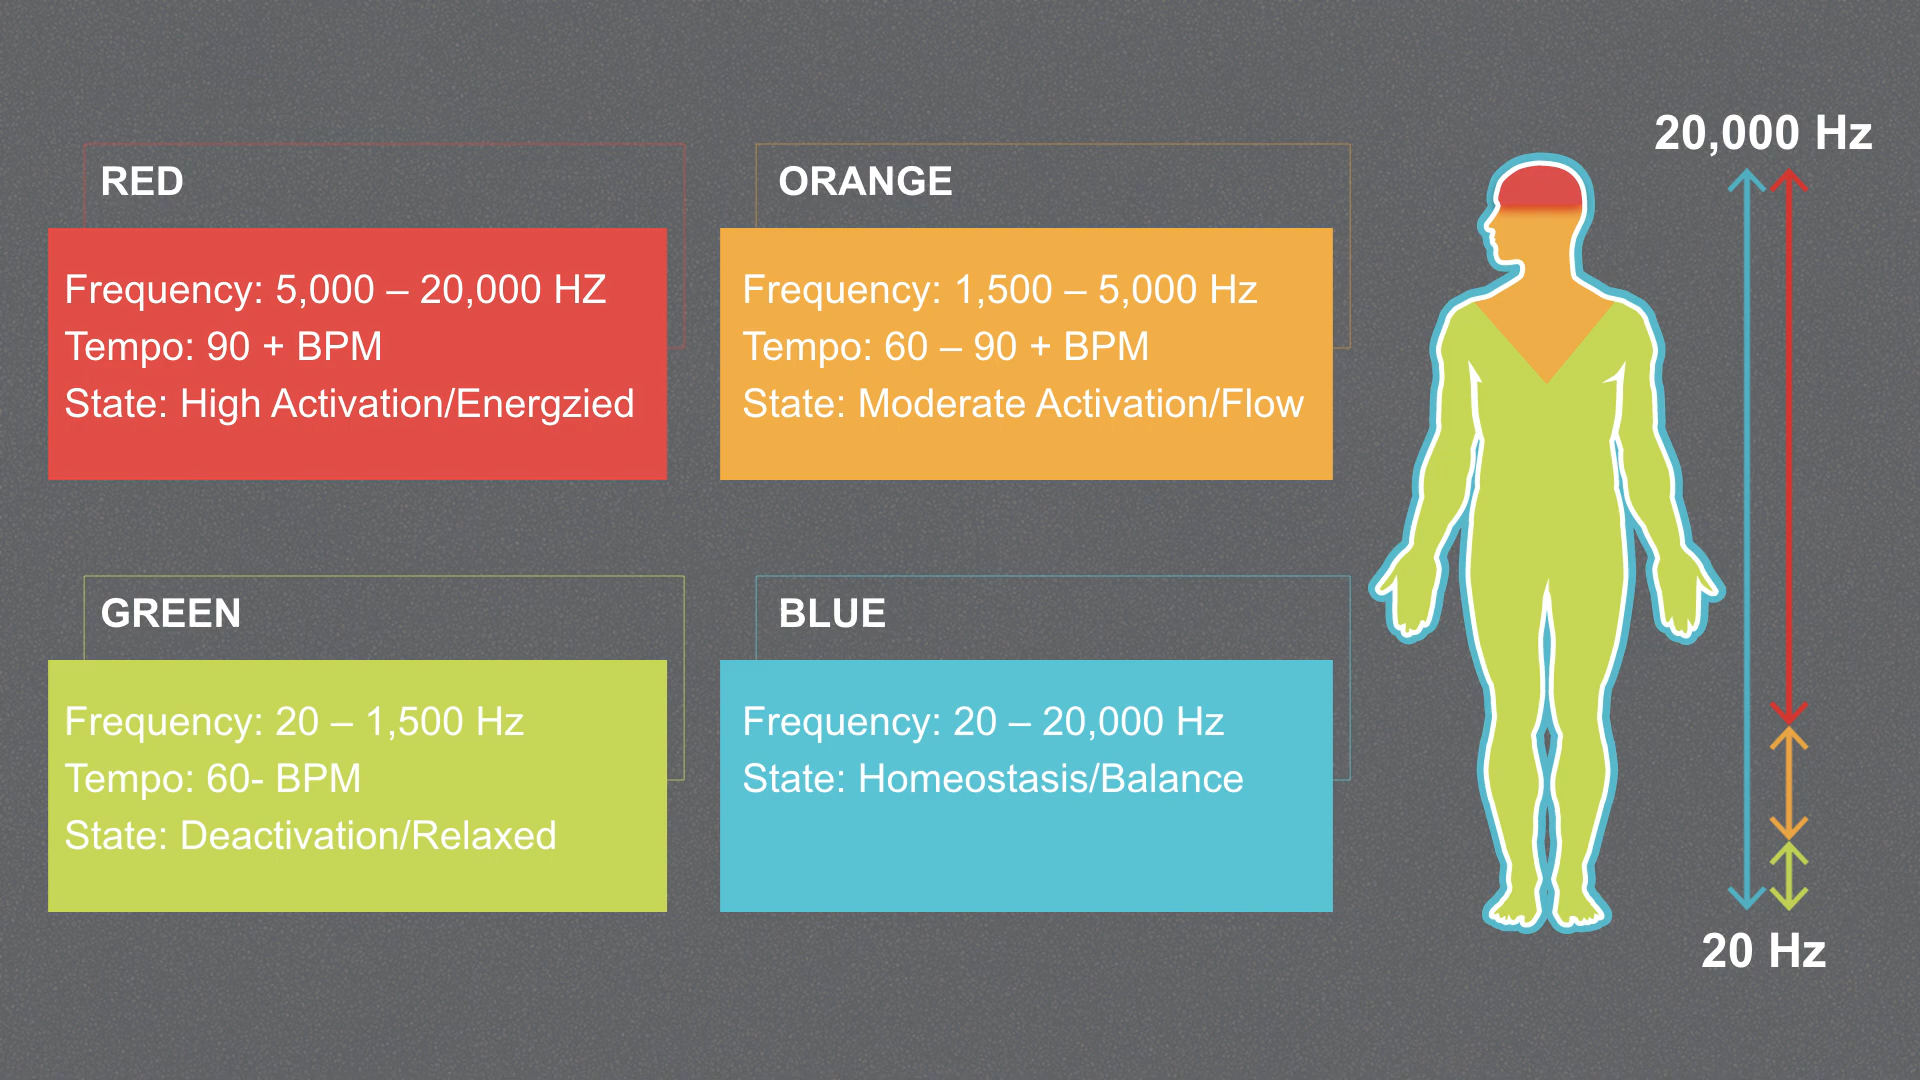 RED
Frequency: 5,000 – 20,000 HZ
Tempo: 90 + BPM
State: High Activation/Energzied
ORANGE
Frequency: 1,500 – 5,000 Hz
Tempo: 60 – 90 + BPM
State: Moderate Activation/Flow
GREEN
Frequency: 20 – 1,500 Hz
Tempo: 60- BPM
State: Deactivation/Relaxed
BLUE
Frequency: 20 – 20,000 Hz
State: Homeostasis/Balance
20,000 Hz
20 Hz